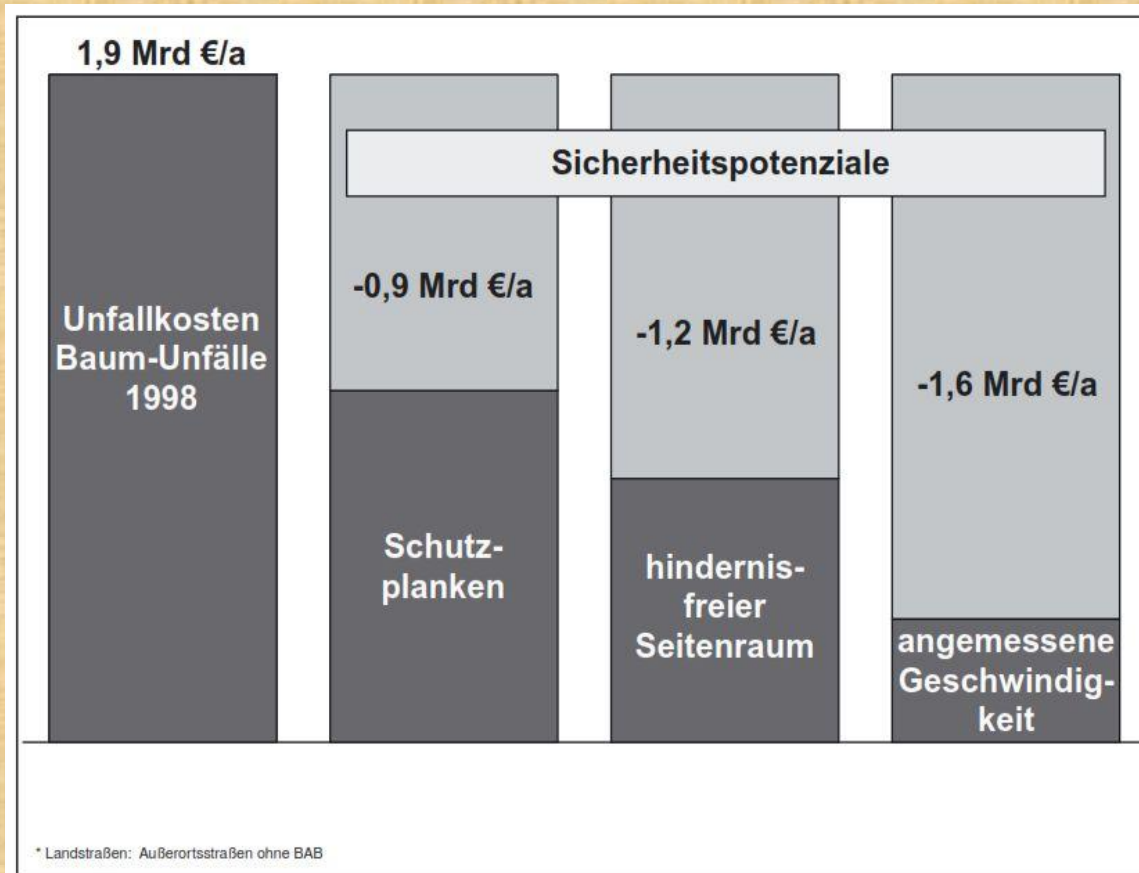 1,9 Mrd €/a
Sicherheitspotenziale
-0,9 Mrd €/a
-1,2 Mrd €/a
-1,6 Mrd €/a
Unfallkosten
Baum-Unfälle
1998
Schutz-
planken
hindernis-
freier
Seitenraum
angemessene
Geschwindig-
keit
* Landstraßen: Außerortsstraßen ohne BAB